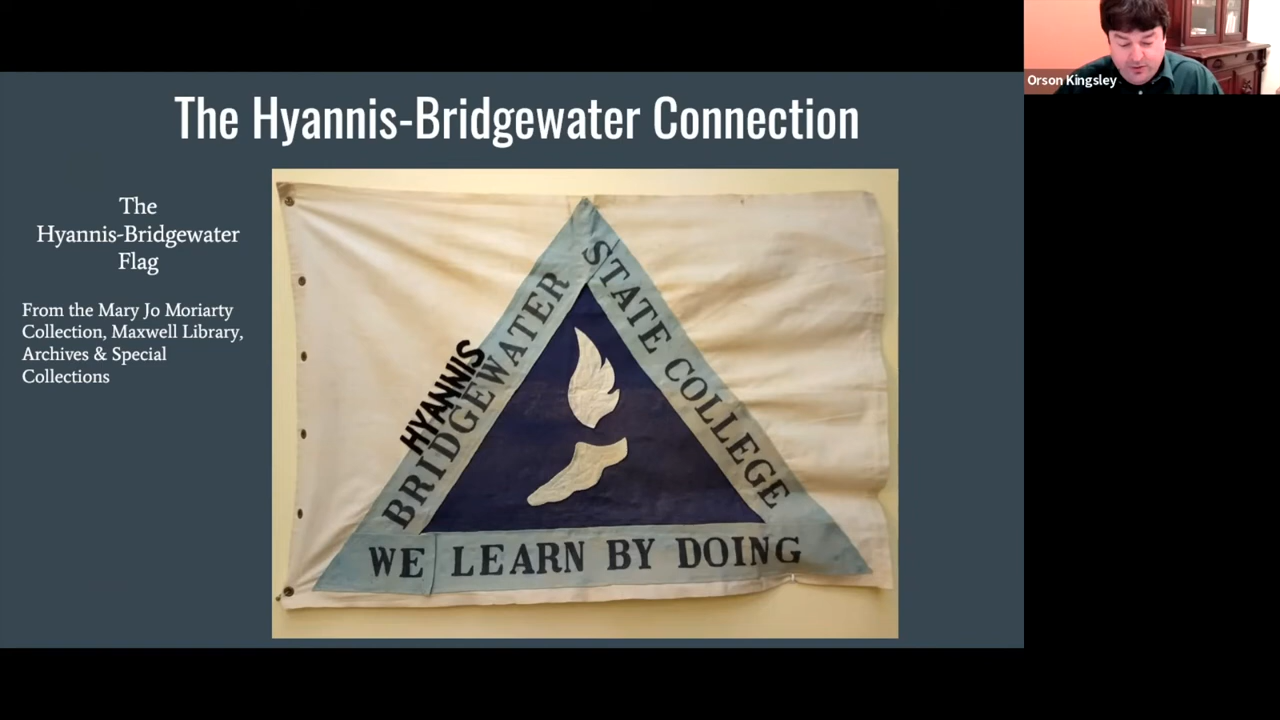 The Hyannis-Bridgewater Connection
Orson Kingsley
The
Hyannis-Bridgewater
Flag
From the Mary Jo Moriarty
Collection, Maxwell Library,
Archives & Special
Collections
HYANNIS
BRIDGEWATER
STATE COLLEGE
WE LEARN BY DOING